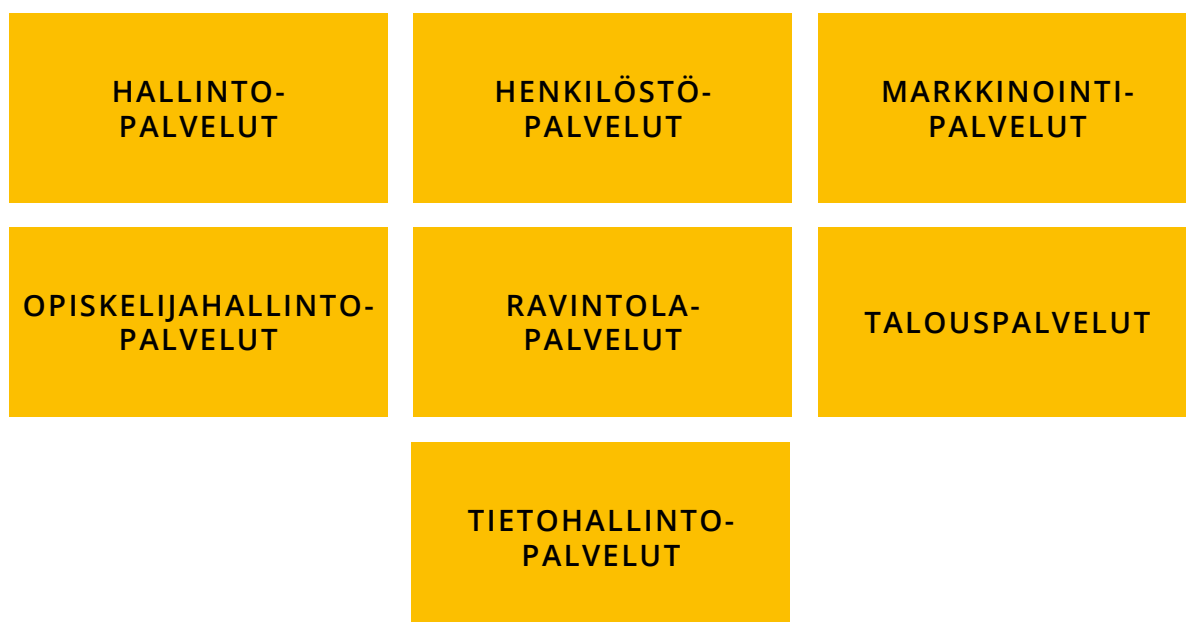 HALLINTO-
PALVELUT
HENKILÖSTÖ-
PALVELUT
MARKKINOINTI-
PALVELUT
OPISKELIJAHALLINTO-
PALVELUT
RAVINTOLA-
PALVELUT
TALOUSPALVELUT
TIETOHALLINTO-
PALVELUT